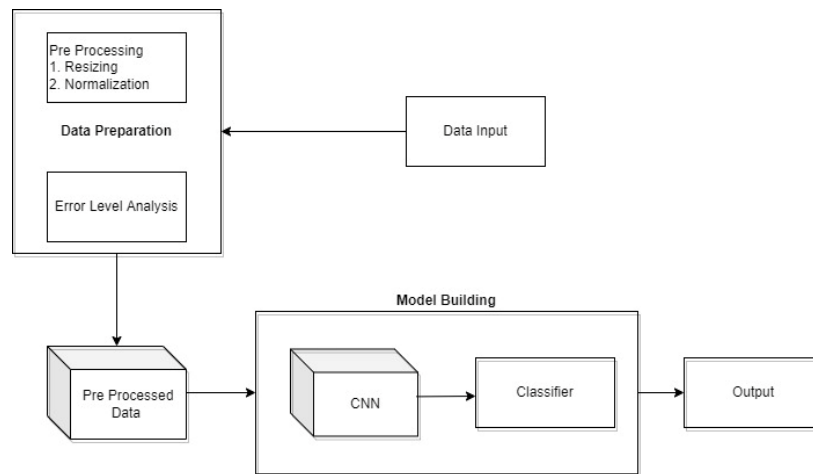 Pre Processing
1. Resizing
2. Normalization
Data Preparation
Data Input
Error Level Analysis
Model Building
Pre Processed
Data
CNN
Classifier
Output